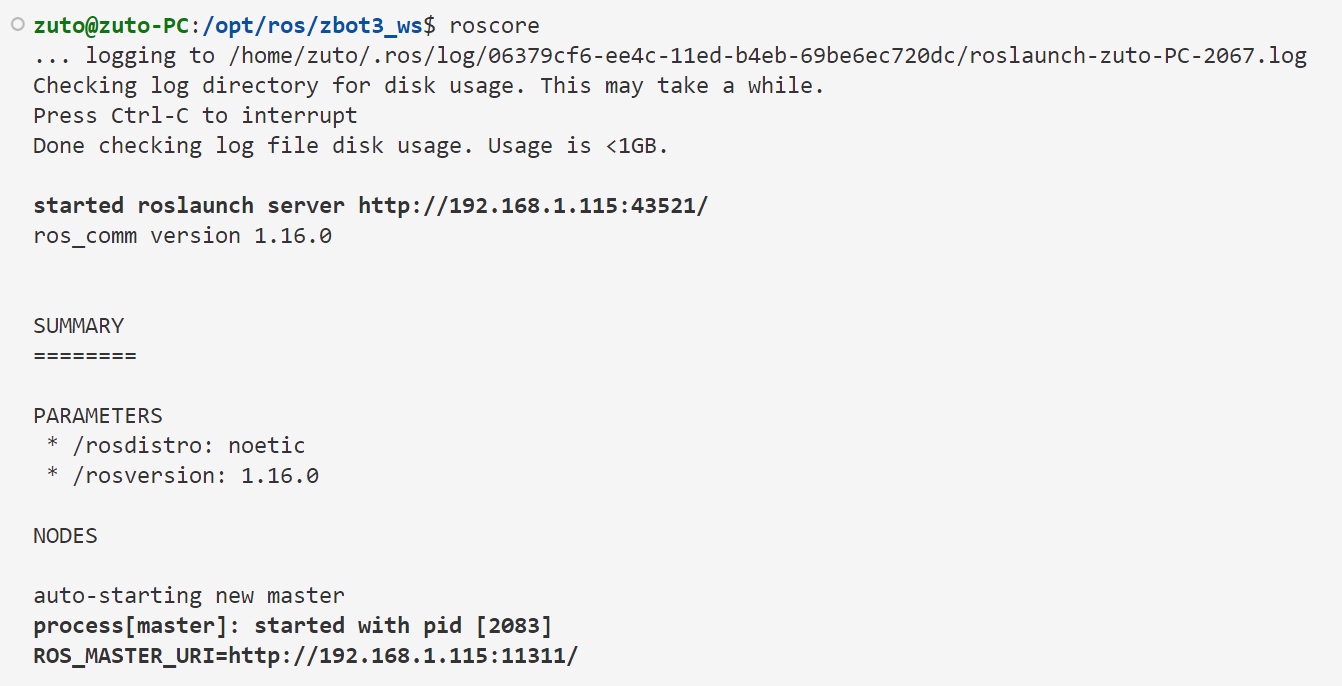 zuto@zuto-PC:/opt/ros/zbot3_ws$ roscore
... logging to /home/zuto/.ros/log/06379cf6-ee4c-11ed-b4eb-69be6ec720dc/roslaunch-zuto-PC-2067.log
Checking log directory for disk usage. This may take a while.
Press Ctrl-C to interrupt
Done checking log file disk usage. Usage is <1GB.
started roslaunch server http://192.168.1.115:43521/
ros_comm version 1.16.0
SUMMARY
========
PARAMETERS
 * /rosdistro: noetic
 * /rosversion: 1.16.0
NODES
auto-starting new master
process[master]: started with pid [2083]
ROS_MASTER_URI=http://192.168.1.115:11311/